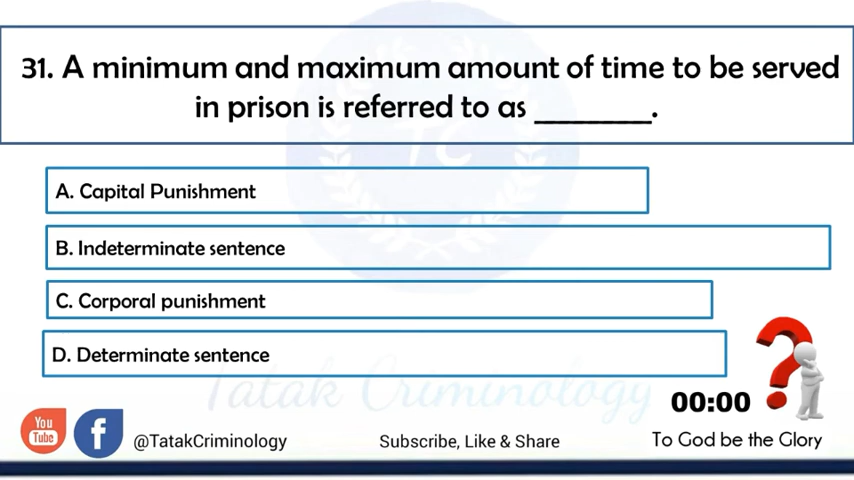 31. A minimum and maximum amount of time to be served
in prison is referred to as ________.
A. Capital Punishment
B. Indeterminate sentence
C. Corporal punishment
D. Determinate sentence
TC
Tatak Criminology
00:00
You
Tube
f
@TatakCriminology
Subscribe, Like & Share
To God be the Glory